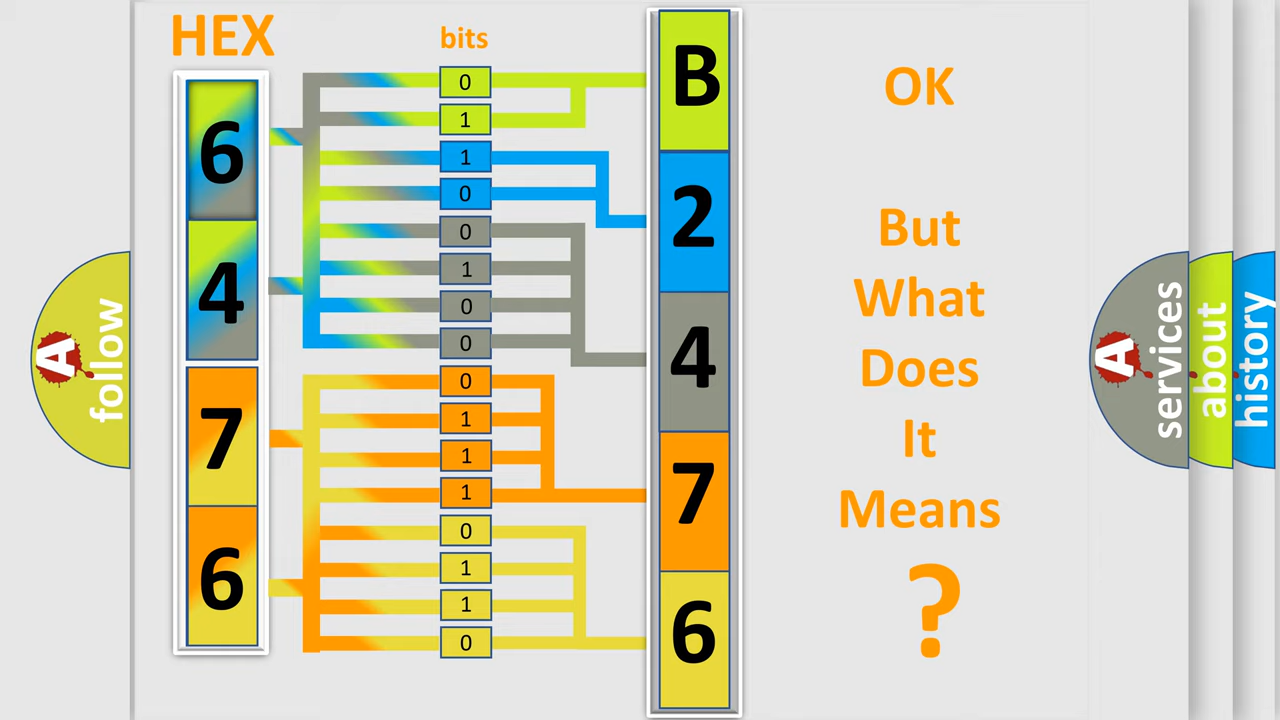 HEX
bits
6
4
7
6
0
1
1
0
0
1
0
0
0
1
1
1
0
1
1
0
B
2
4
7
6
OK
But
What
Does
It
Means
?
A
follow
A
services
about
history